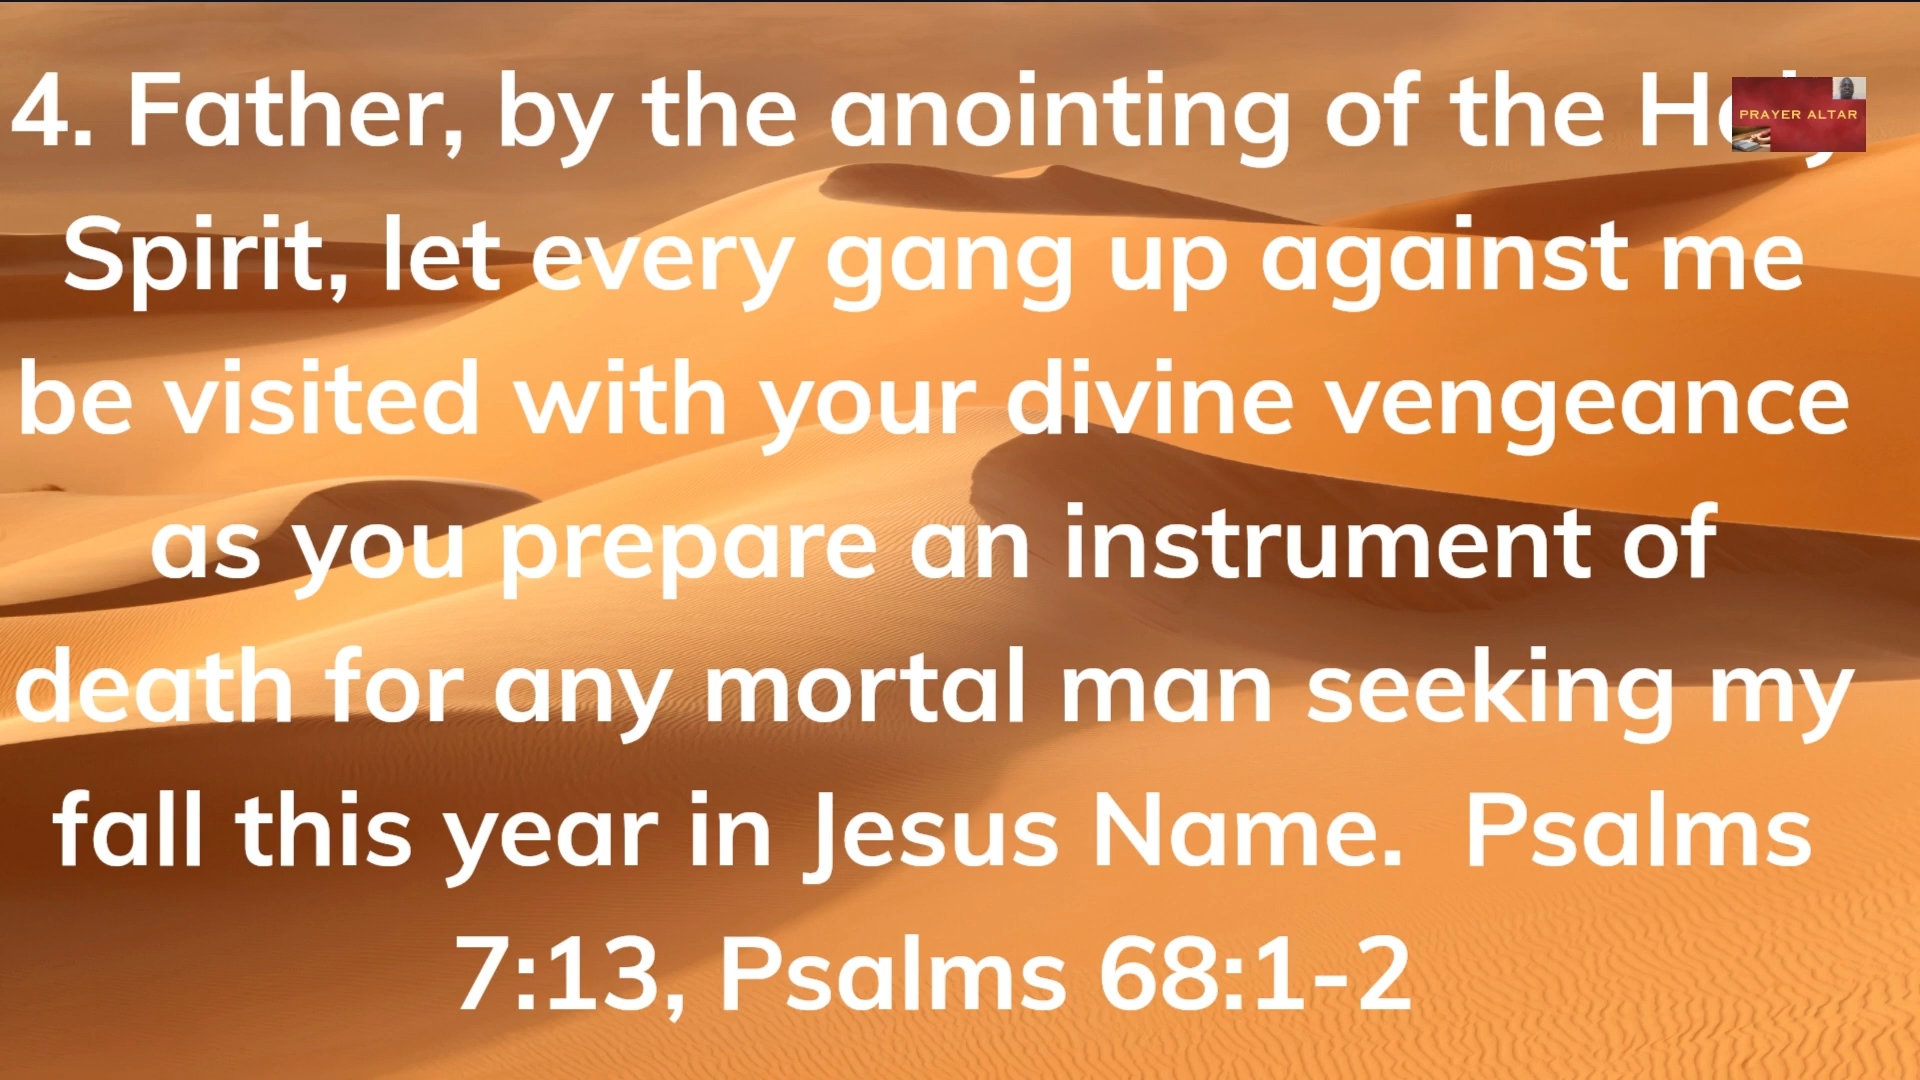 4. Father, by the anointing of the
PRAYER ALTAR
Spirit, let every gang up against me
be visited with your divine vengeance
as you prepare an instrument of
death for any mortal man seeking my
fall this year in Jesus Name. Psalms
7:13, Psalms 68:1-2